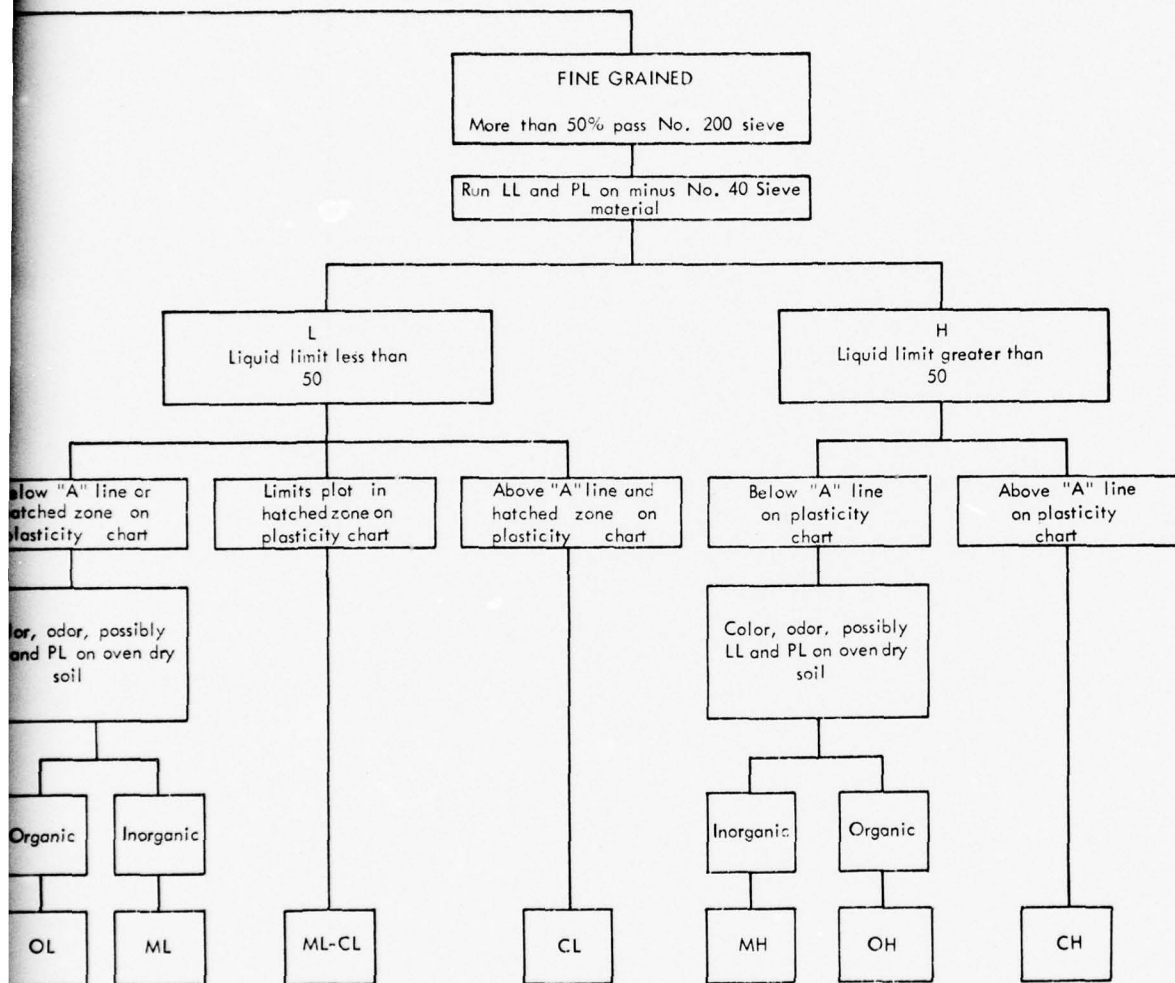 FINE GRAINED
More than 50% pass No. 200 sieve
Run LL and PL on minus No. 40 Sieve
material
L
Liquid limit less than
50
H
Liquid limit greater than
50
"A" line or
zone on
chart
Limits plot in
hatched zone on
plasticity chart
Above "A" line and
hatched zone on
plasticity chart
Below "A" line
on plasticity
chart
Above "A" line
on plasticity
chart
odor, possibly
and PL on oven dry
soil
Color, odor, possibly
LL and PL on oven dry
soil
Organic
Inorganic
Inorganic
Organic
OL
ML
ML-CL
CL
MH
OH
CH